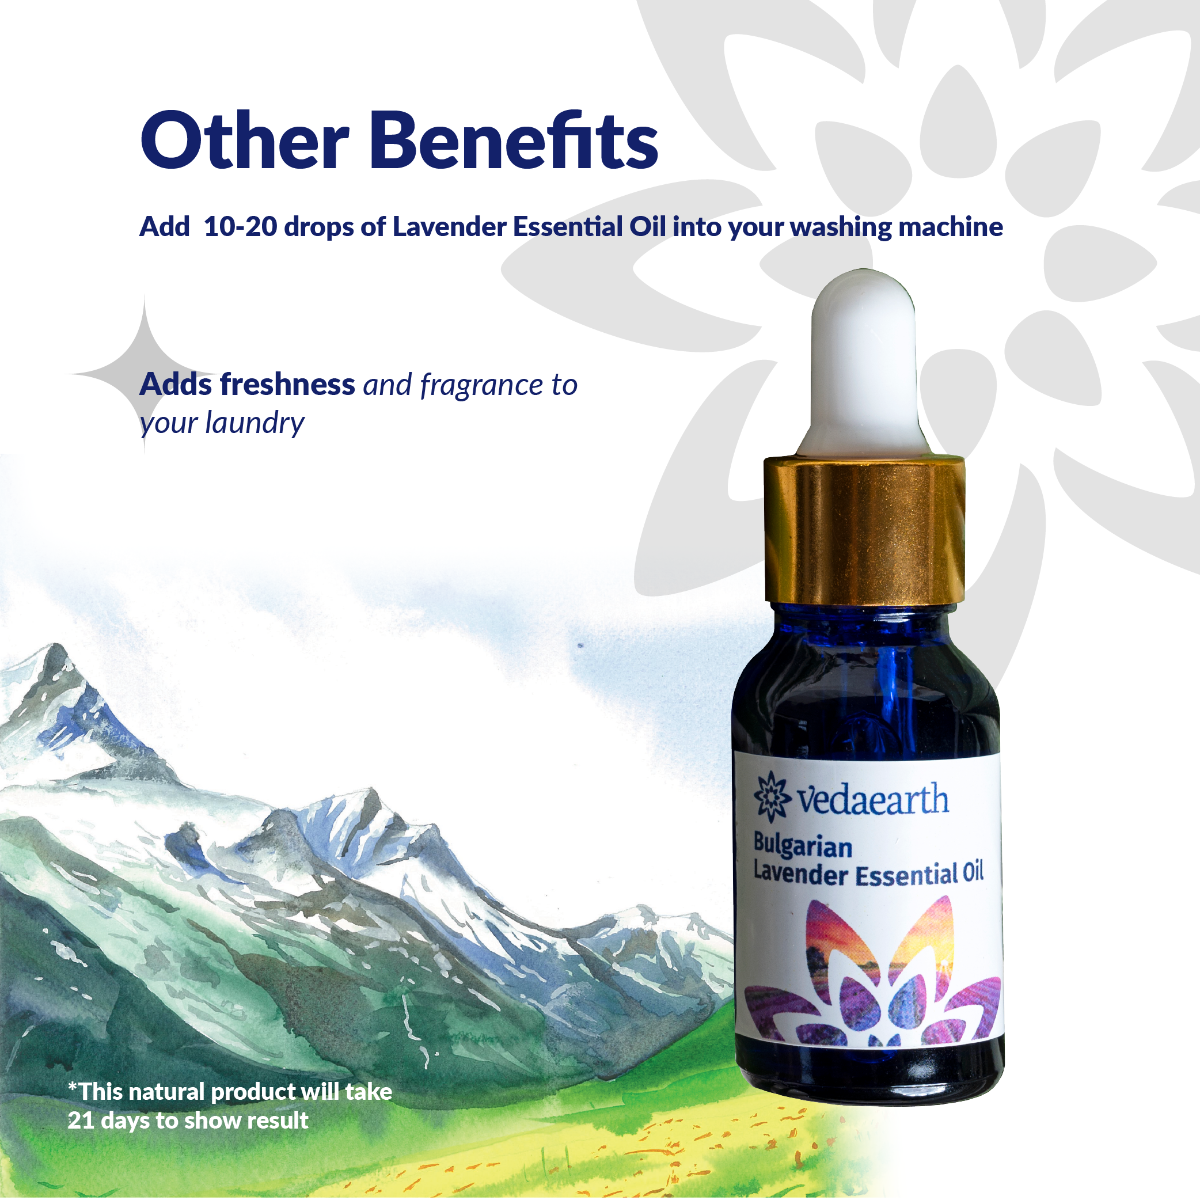 Other Benefits
Add 10-20 drops of Lavender Essential Oil into your washing machine
Adds freshness and fragrance to
your laundry
vedaearth
Bulgarian
Lavender Essential Oil
*This natural product will take
21 days to show result